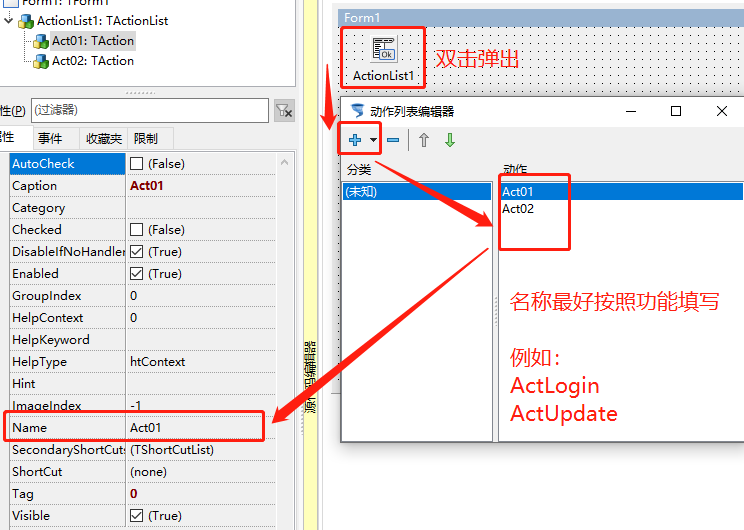 Form1: TForm1
ActionList1: TActionList
Act01: TAction
Act02: TAction
性(P)
(过滤器)
属性
事件
收藏夹
限制
AutoCheck
(False)
Caption
Act01
Category
Checked
(False)
DisableIfNoHandler
(True)
Enabled
(True)
GroupIndex
0
HelpContext
0
HelpKeyword
HelpType
htContext
Hint
ImageIndex
-1
Name
Act01
SecondaryShortCuts
(TShortCutList)
ShortCut
(none)
Tag
0
Visible
(True)
Form1
Ok
ActionList1
双击弹出
动作列表编辑器
分类
动作
(未知)
Act01
Act02
名称最好按照功能填写
例如：
ActLogin
ActUpdate